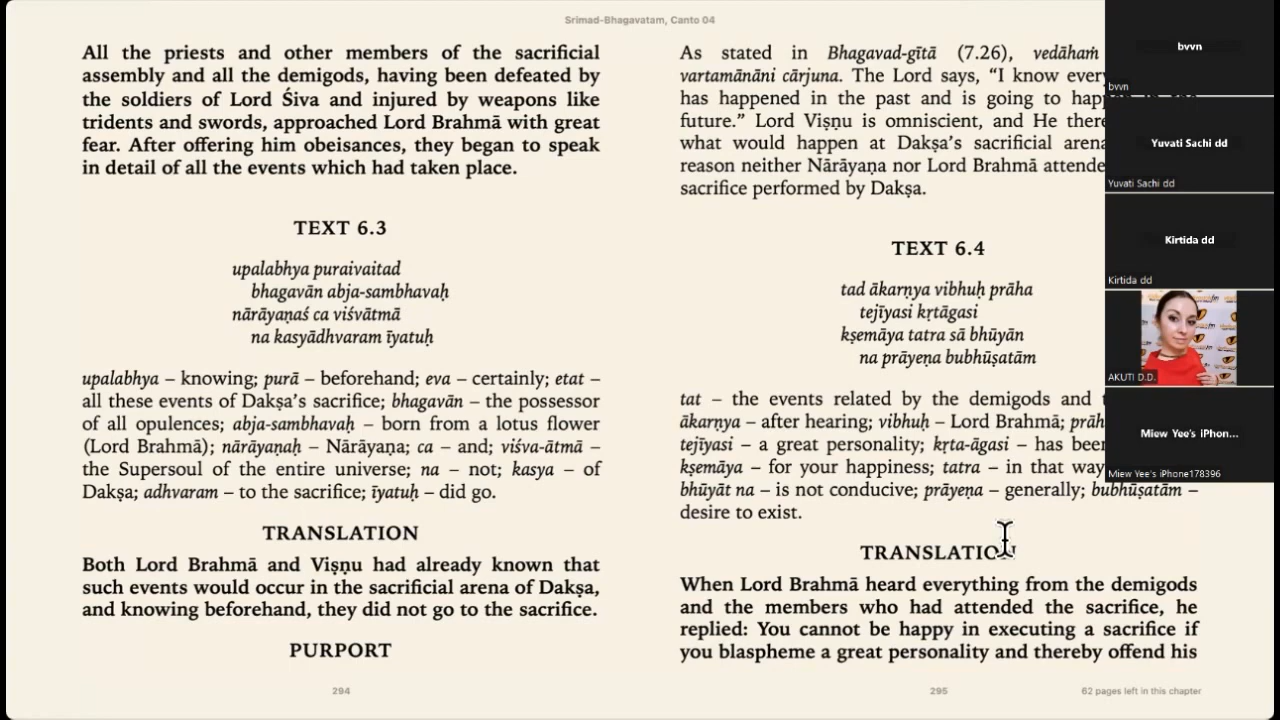 Srimad-Bhagavatam, Canto 04
All the priests and other members of the sacrificial
assembly and all the demigods, having been defeated by
the soldiers of Lord Śiva and injured by weapons like
tridents and swords, approached Lord Brahmā with great
fear. After offering him obeisances, they began to speak
in detail of all the events which had taken place.
TEXT 6.3
upalabhya puraivaitad
bhagavān abja-sambhavaḥ
nārāyaṇaś ca viśvātmā
na kasyādhvaram īyatuḥ
upalabhya – knowing; purā – beforehand; eva – certainly; etat –
all these events of Dakṣa's sacrifice; bhagavān – the possessor
of all opulences; abja-sambhavaḥ – born from a lotus flower
(Lord Brahmā); nārāyaṇaḥ – Nārāyaṇa; ca – and; viśva-ātmā –
the Supersoul of the entire universe; na – not; kasya – of
Dakṣa; adhvaram – to the sacrifice; īyatuḥ – did go.
TRANSLATION
Both Lord Brahmā and Viṣṇu had already known that
such events would occur in the sacrificial arena of Dakṣa,
and knowing beforehand, they did not go to the sacrifice.
PURPORT
294
As stated in Bhagavad-gītā (7.26), vedāhaṁ
vartamānāni cārjuna. The Lord says, “I know ever
has happened in the past and is going to hap
future.” Lord Viṣṇu is omniscient, and He there
what would happen at Dakṣa's sacrificial arena
reason neither Nārāyaṇa nor Lord Brahmā attende
sacrifice performed by Dakṣa.
TEXT 6.4
tad ākarṇya vibhuḥ prāha
tejīyasi kṛtāgasi
kṣemāya tatra sā bhūyān
na prāyeṇa bubhūṣatām
tat – the events related by the demigods and
ākarṇya – after hearing; vibhuḥ – Lord Brahmā; prāh
tejīyasi – a great personality; kṛta-āgasi – has been
kṣemāya – for your happiness; tatra – in that way
bhūyāt na – is not conducive; prāyeṇa – generally; bubhūṣatām –
desire to exist.
TRANSLATION
When Lord Brahmā heard everything from the demigods
and the members who had attended the sacrifice, he
replied: You cannot be happy in executing a sacrifice if
you blaspheme a great personality and thereby offend his
295
62 pages left in this chapter
bvvn
bvvn
Yuvati Sachi dd
Yuvati Sachi dd
Kirtida dd
Kirtida dd
AKUTI D.D.
Miew Yee's iPhon...
Miew Yee's iPhone178396